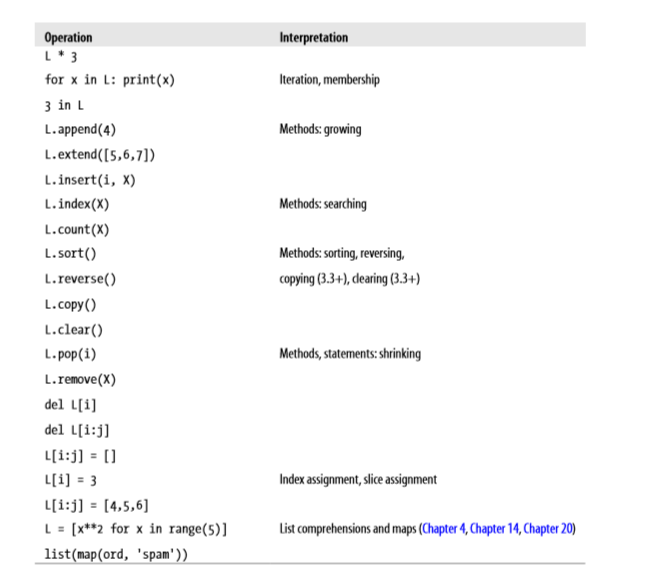 Operation Interpretation
L * 3
for x in L: print(x) Iteration, membership
3 in L
L.append(4) Methods: growing
L.extend([5,6,7])
L.insert(i, X)
L.index(X) Methods: searching
L.count(X)
L.sort() Methods: sorting, reversing,
L.reverse() copying (3.3+), clearing (3.3+)
L.copy()
L.clear()
L.pop(i) Methods, statements: shrinking
L.remove(X)
del L[i]
del L[i:j]
L[i:j] = []
L[i] = 3 Index assignment, slice assignment
L[i:j] = [4,5,6]
L = [x**2 for x in range(5)] List comprehensions and maps (Chapter 4, Chapter 14, Chapter 20)
list(map(ord, 'spam'))